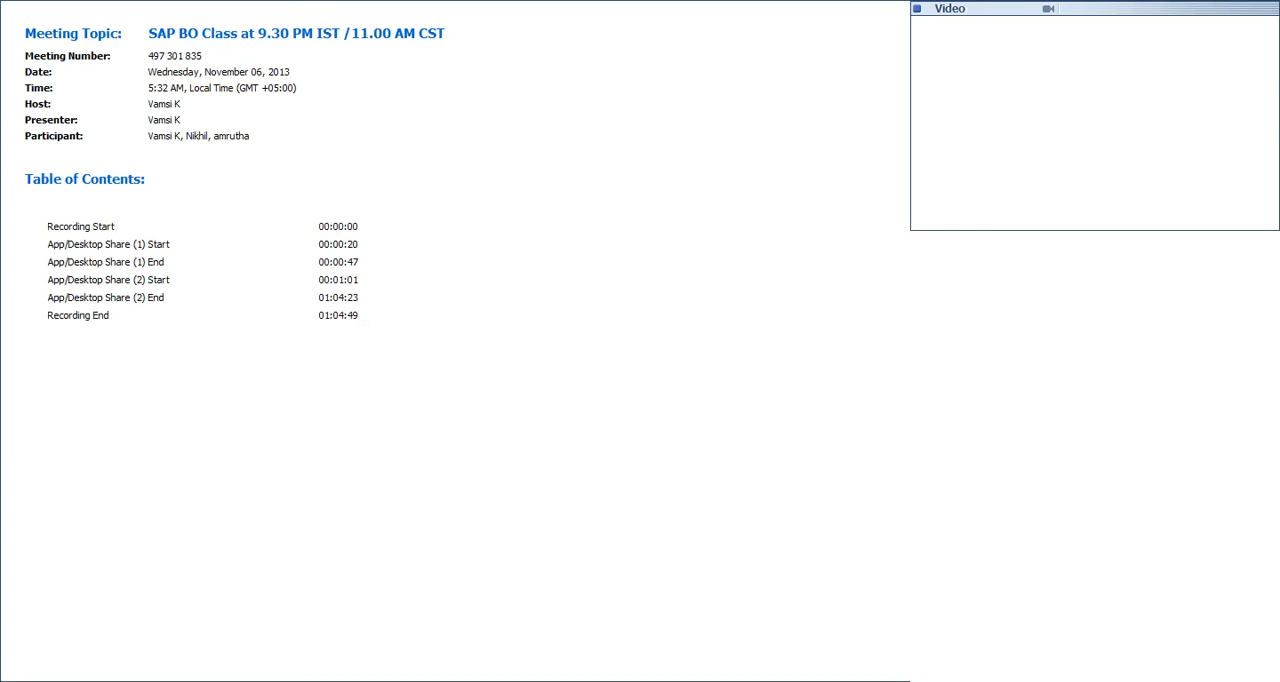 Video
Meeting Topic: SAP BO Class at 9.30 PM IST /11.00 AM CST
Meeting Number: 497 301 835
Date: Wednesday, November 06, 2013
Time: 5:32 AM, Local Time (GMT +05:00)
Host: Vamsi K
Presenter: Vamsi K
Participant: Vamsi K, Nikhil, amrutha
Table of Contents:
Recording Start 00:00:00
App/Desktop Share (1) Start 00:00:20
App/Desktop Share (1) End 00:00:47
App/Desktop Share (2) Start 00:01:01
App/Desktop Share (2) End 01:04:23
Recording End 01:04:49